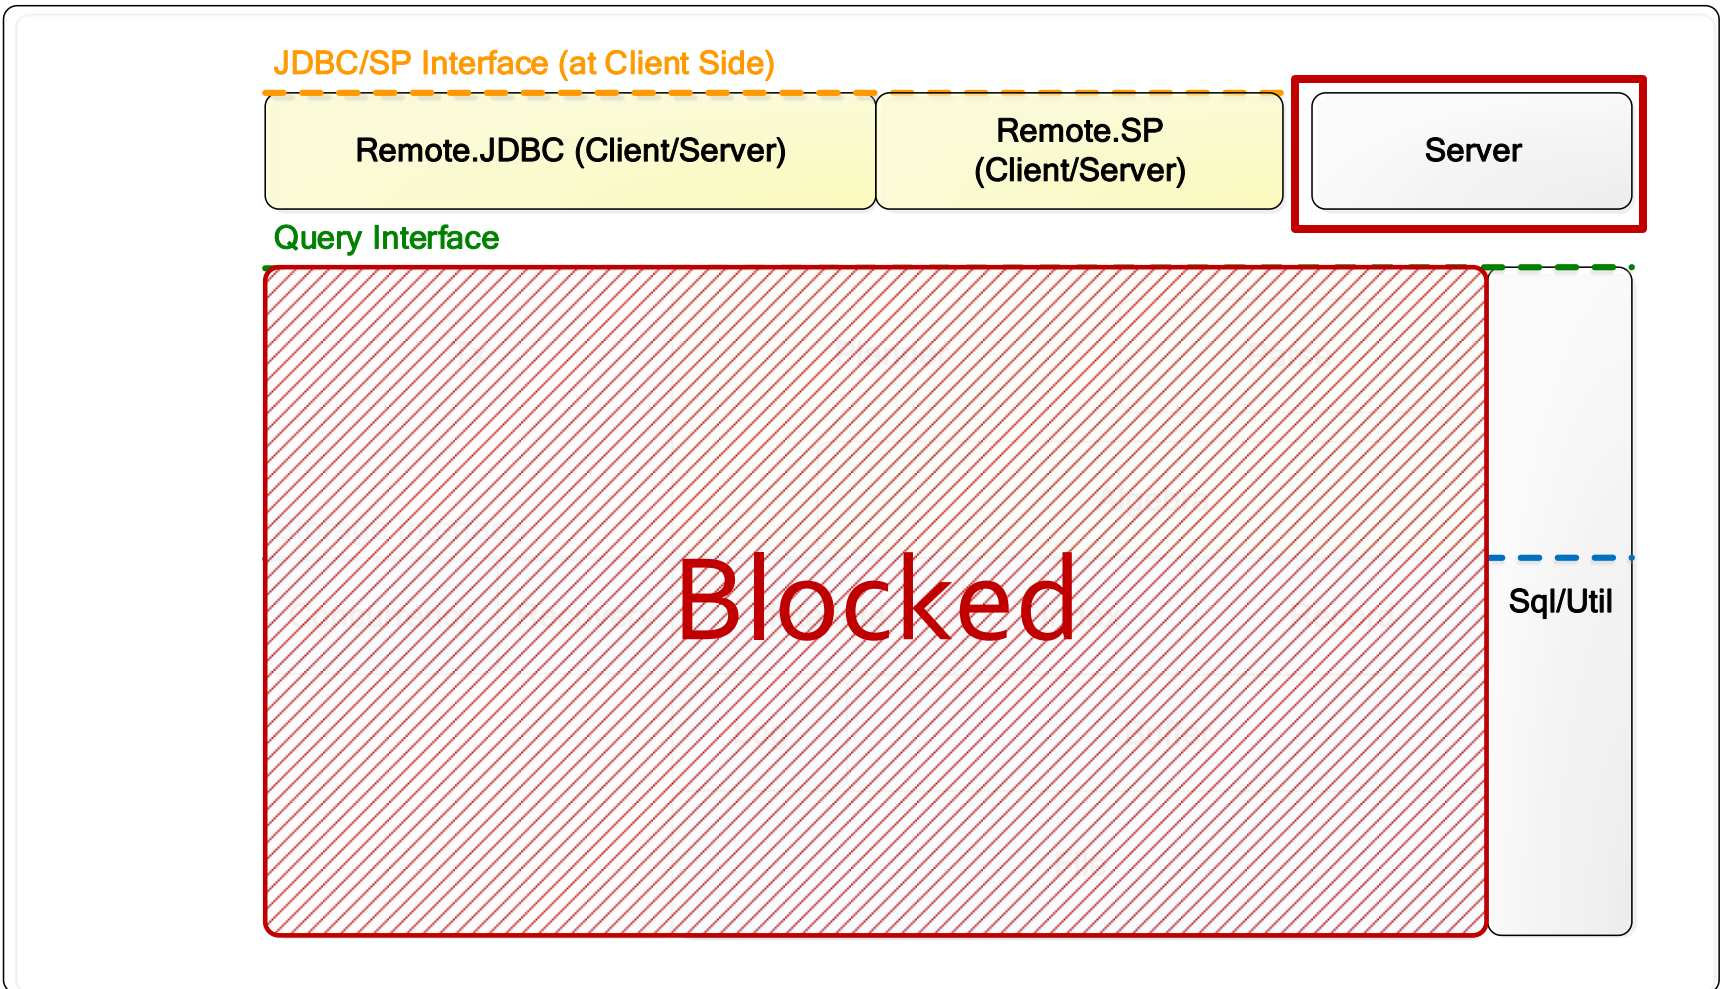 JDBC/SP Interface (at Client Side)
Remote.JDBC (Client/Server)
Remote.SP
(Client/Server)
Server
Query Interface
Blocked
Sql/Util